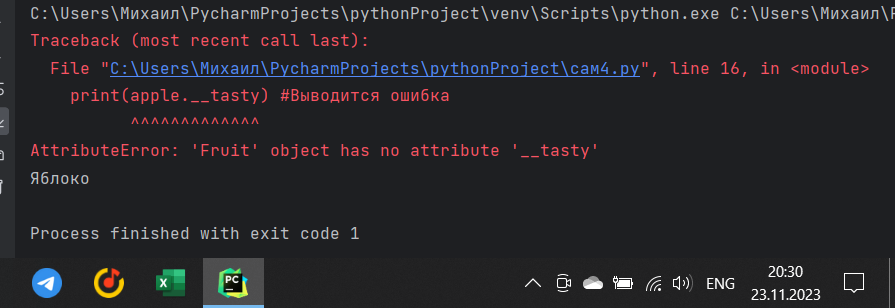 C:\Users\Михаил\PycharmProjects\pythonProject\venv\Scripts\python.exe C:\Users\Михаил\P
Traceback (most recent call last):
  File "C:\Users\Михаил\PycharmProjects\pythonProject\сам4.py", line 16, in <module>
    print(apple.__tasty) #Выводится ошибка
          ^^^^^^^^^^^^^
AttributeError: 'Fruit' object has no attribute '__tasty'
Яблоко
Process finished with exit code 1
PC
ENG
20:30
23.11.2023